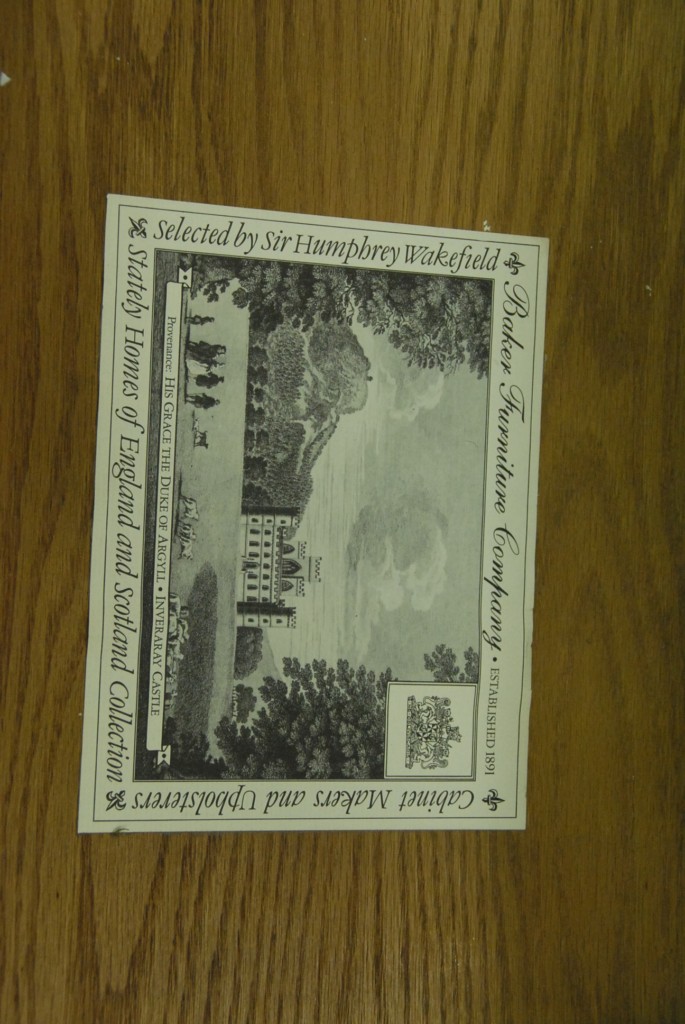 Baker Furniture Company • ESTABLISHED 1891
Selected by Sir Humphrey Wakefield
Cabinet Makers and Upholsterers
Provenance: HIS GRACE THE DUKE OF ARGYLL • INVERARAY CASTLE
Stately Homes of England and Scotland Collection